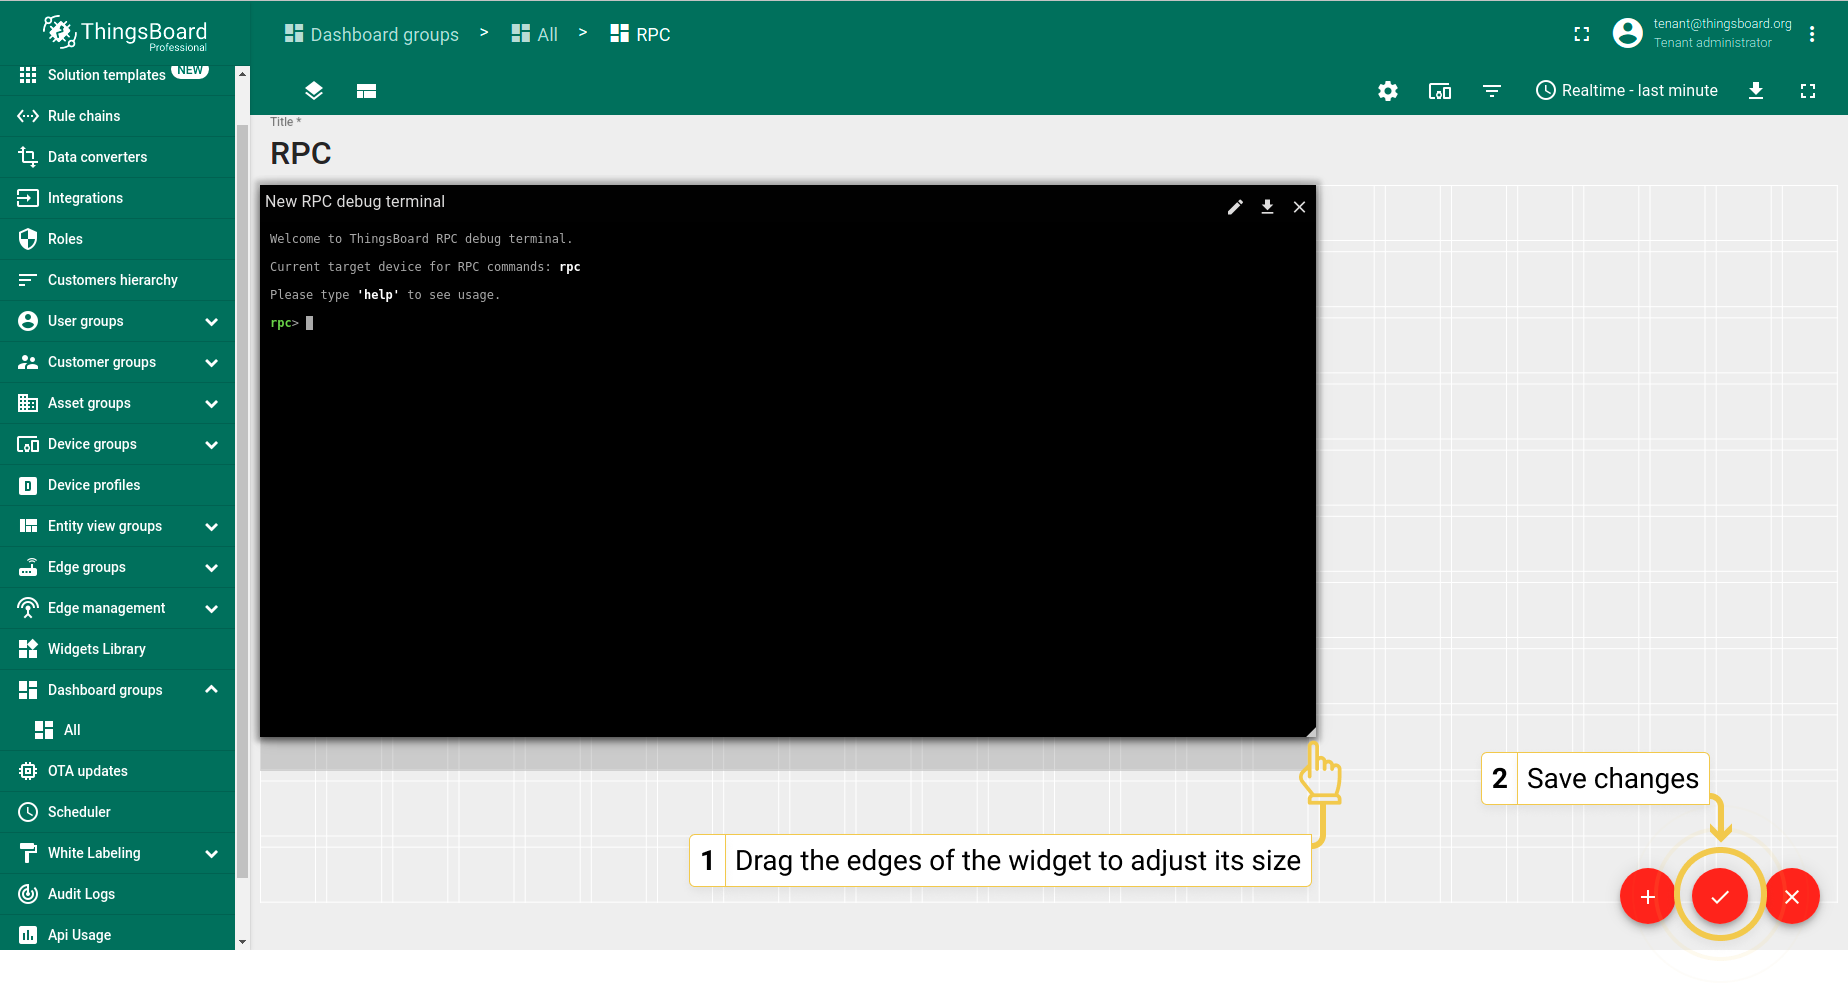 ThingsBoard
Professional
Dashboard groups > All > RPC
tenant@thingsboard.org
Tenant administrator
Solution templates NEW
Rule chains
Data converters
Integrations
Roles
Customers hierarchy
User groups
Customer groups
Asset groups
Device groups
Device profiles
Entity view groups
Edge groups
Edge management
Widgets Library
Dashboard groups
All
OTA updates
Scheduler
White Labeling
Audit Logs
Api Usage
Realtime - last minute
Title *
RPC
New RPC debug terminal
Welcome to ThingsBoard RPC debug terminal.
Current target device for RPC commands: rpc
Please type 'help' to see usage.
rpc>
1 Drag the edges of the widget to adjust its size
2 Save changes